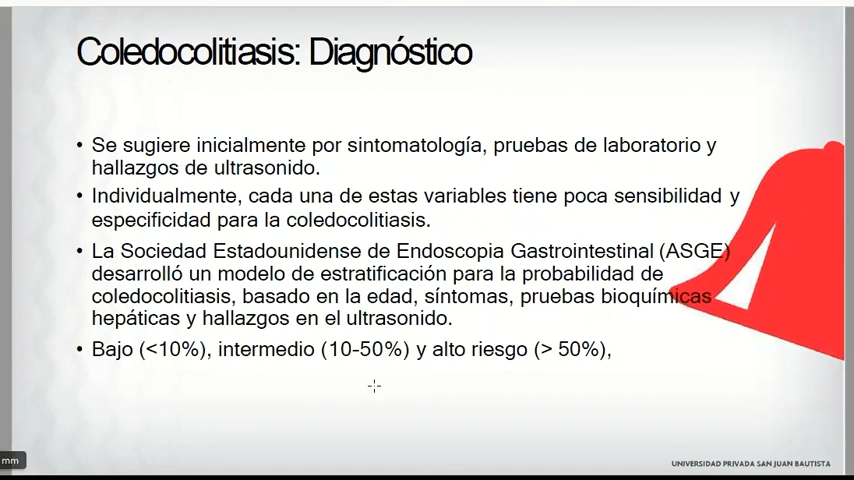 Coledocolitiasis: Diagnóstico
• Se sugiere inicialmente por sintomatología, pruebas de laboratorio y
hallazgos de ultrasonido.
• Individualmente, cada una de estas variables tiene poca sensibilidad y
especificidad para la coledocolitiasis.
• La Sociedad Estadounidense de Endoscopia Gastrointestinal (ASGE)
desarrolló un modelo de estratificación para la probabilidad de
coledocolitiasis, basado en la edad, síntomas, pruebas bioquímicas
hepáticas y hallazgos en el ultrasonido.
• Bajo (<10%), intermedio (10-50%) y alto riesgo (> 50%),
mm
UNIVERSIDAD PRIVADA SAN JUAN BAUTISTA